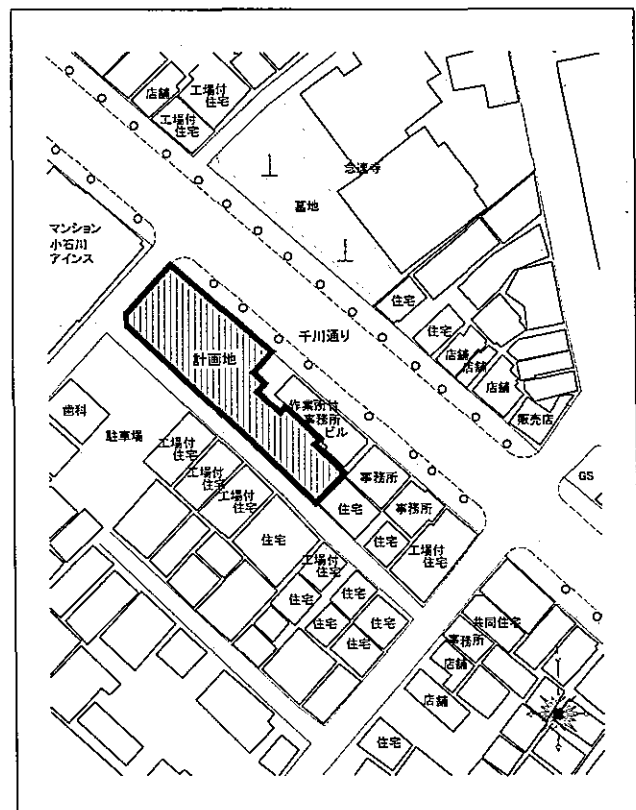 店舗
工場付
住宅
工場付
住宅
念速寺
墓地
マンション
小石川
アインス
住宅
千川通り
住宅
店舗
店舗
店舗
計画地
販売店
作業所付
事務所
ビル
歯科
駐車場
工場付
住宅
事務所
GS
工場付
住宅
工場付
住宅
住宅
事務所
住宅
住宅
工場付
住宅
工場付
住宅
住宅
住宅
住宅
住宅
住宅
共同住宅
事務所
店舗
店舗
住宅